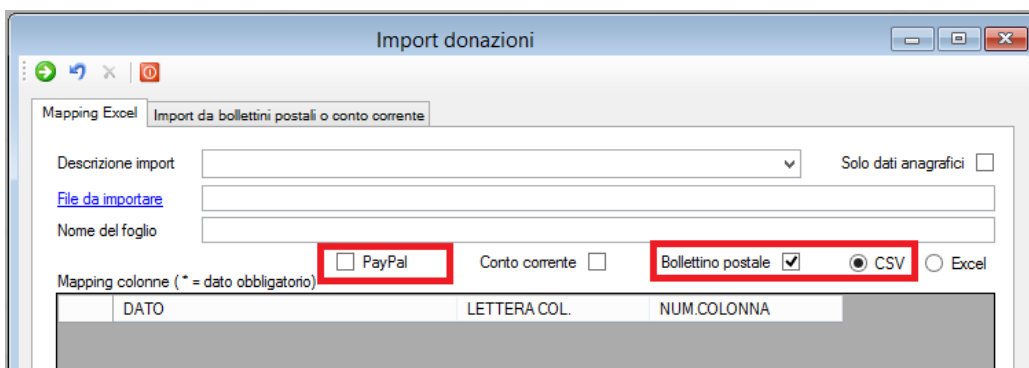 Import donazioni
Mapping Excel Import da bollettini postali o conto corrente
Descrizione import Solo dati anagrafici
File da importare
Nome del foglio
PayPal Conto corrente Bollettino postale CSV Excel
Mapping colonne ( * = dato obbligatorio)
DATO LETTERA COL. NUM.COLONNA